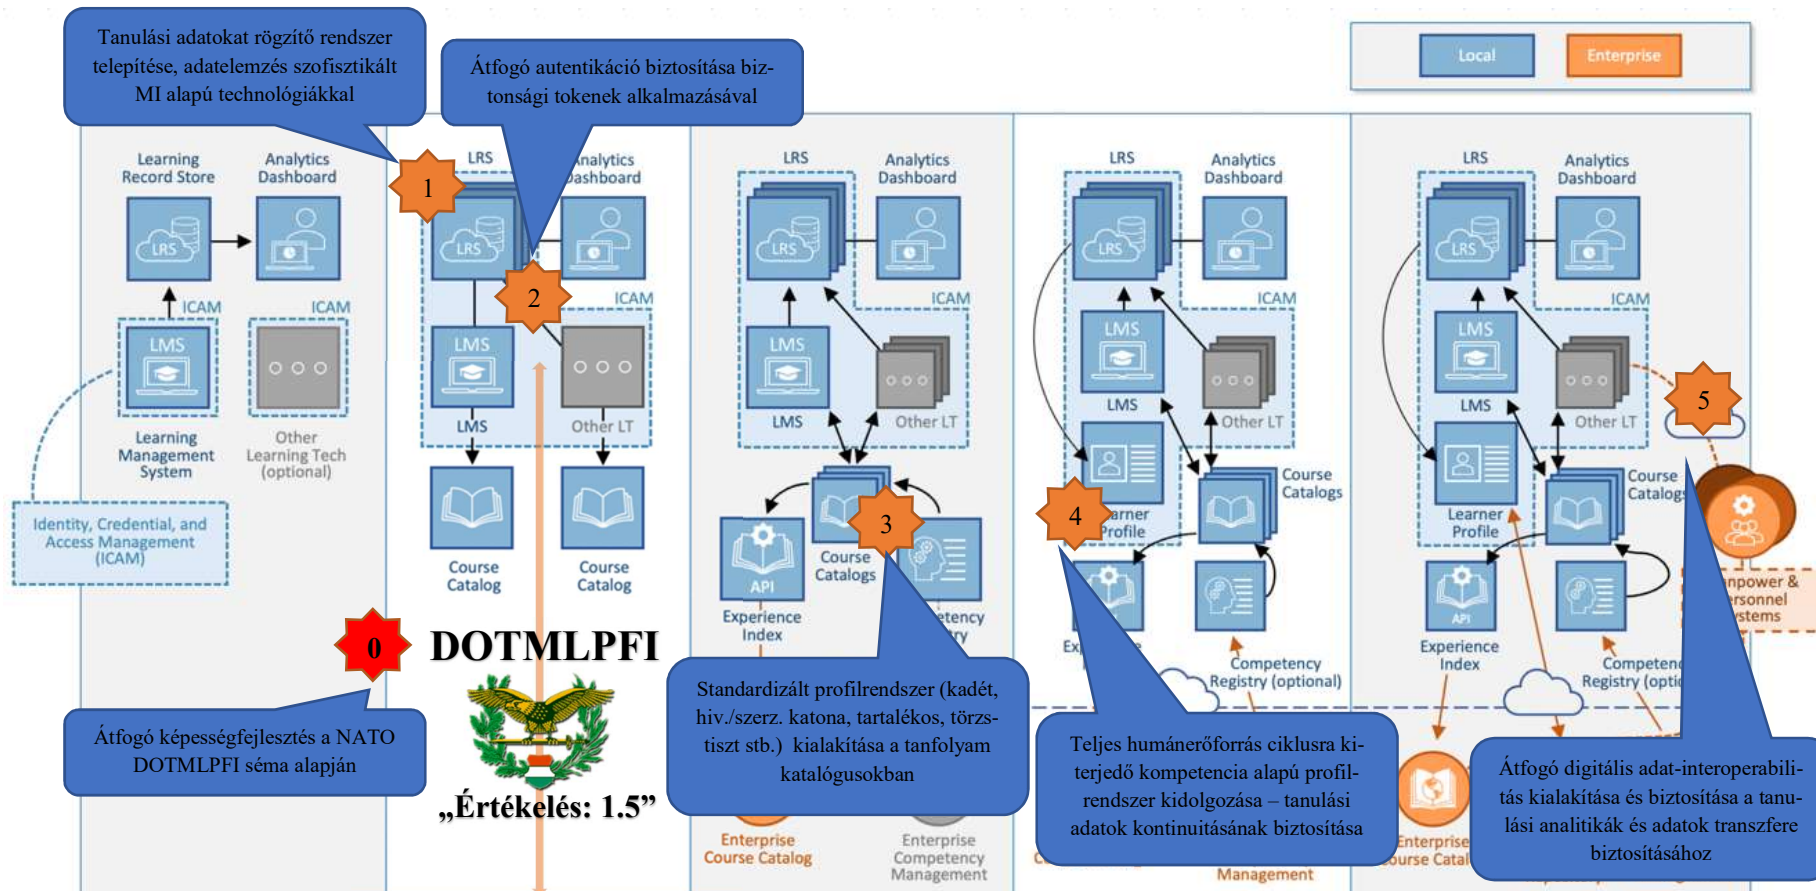 Tanulási adatokat rögzítő rendszer
telepítése, adatelemzés szofisztikált
MI alapú technológiákkal
Átfogó autentikáció biztosítása biz-
tonsági tokenek alkalmazásával
Local
Enterprise
Learning
Record Store
Analytics
Dashboard
LRS
ICAM
ICAM
LMS
Learning
Management
System
Other
Learning Tech
(optional)
Identity, Credential, and
Access Management
(ICAM)
0
Átfogó képességfejlesztés a NATO
DOTMLPFI séma alapján
1
LRS
Analytics
Dashboard
LRS
2
ICAM
LMS
LMS
Other LT
Course
Catalog
Course
Catalog
DOTMLPFI
„Értékelés: 1.5”
LRS
Analytics
Dashboard
LRS
ICAM
LMS
LMS
Other LT
3
Course
Catalogs
API
Experience
Index
Standardizált profilrendszer (kadét,
hiv./szerz. katona, tartalékos, törzs-
tiszt stb.) kialakítása a tanfolyam
katalógusokban
Enterprise
Course Catalog
Enterprise
Competency
Management
LRS
Analytics
Dashboard
LRS
ICAM
LMS
LMS
Other LT
4
Profile
Course
Catalogs
Competency
Registry (optional)
Teljes humánerőforrás ciklusra ki-
terjedő kompetencia alapú profil-
rendszer kidolgozása – tanulási
adatok kontinuitásának biztosítása
Management
LRS
Analytics
Dashboard
LRS
ICAM
LMS
LMS
Other LT
5
Learner
Profile
Course
Catalogs
API
Experience
Index
Registry
Enterprise
Átfogó digitális adat-interoperabili-
tás kialakítása és biztosítása a tanu-
lási analitikák és adatok transzfere
biztosításához